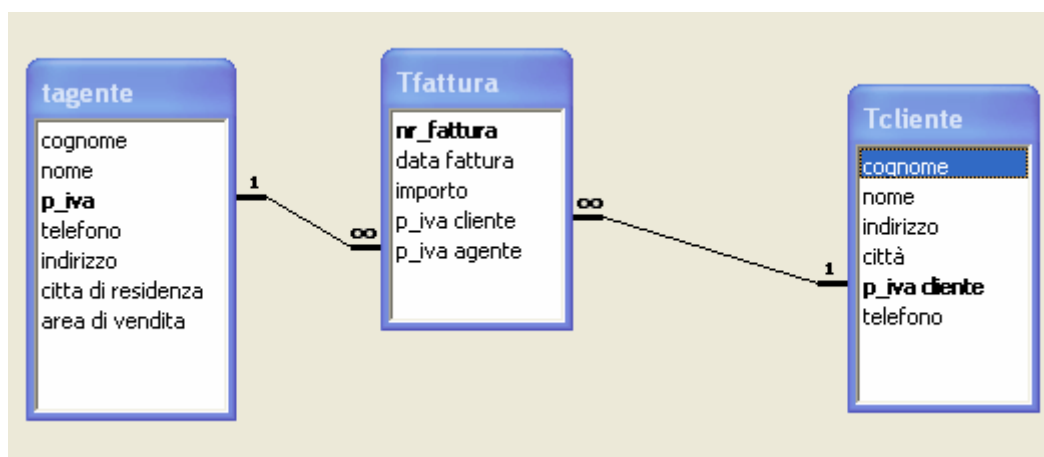 tagente
cognome
nome
p_iva
telefono
indirizzo
citta di residenza
area di vendita
1
∞
Tfattura
nr_fattura
data fattura
importo
p_iva cliente
p_iva agente
∞
1
Tcliente
cognome
nome
indirizzo
città
p_iva cliente
telefono